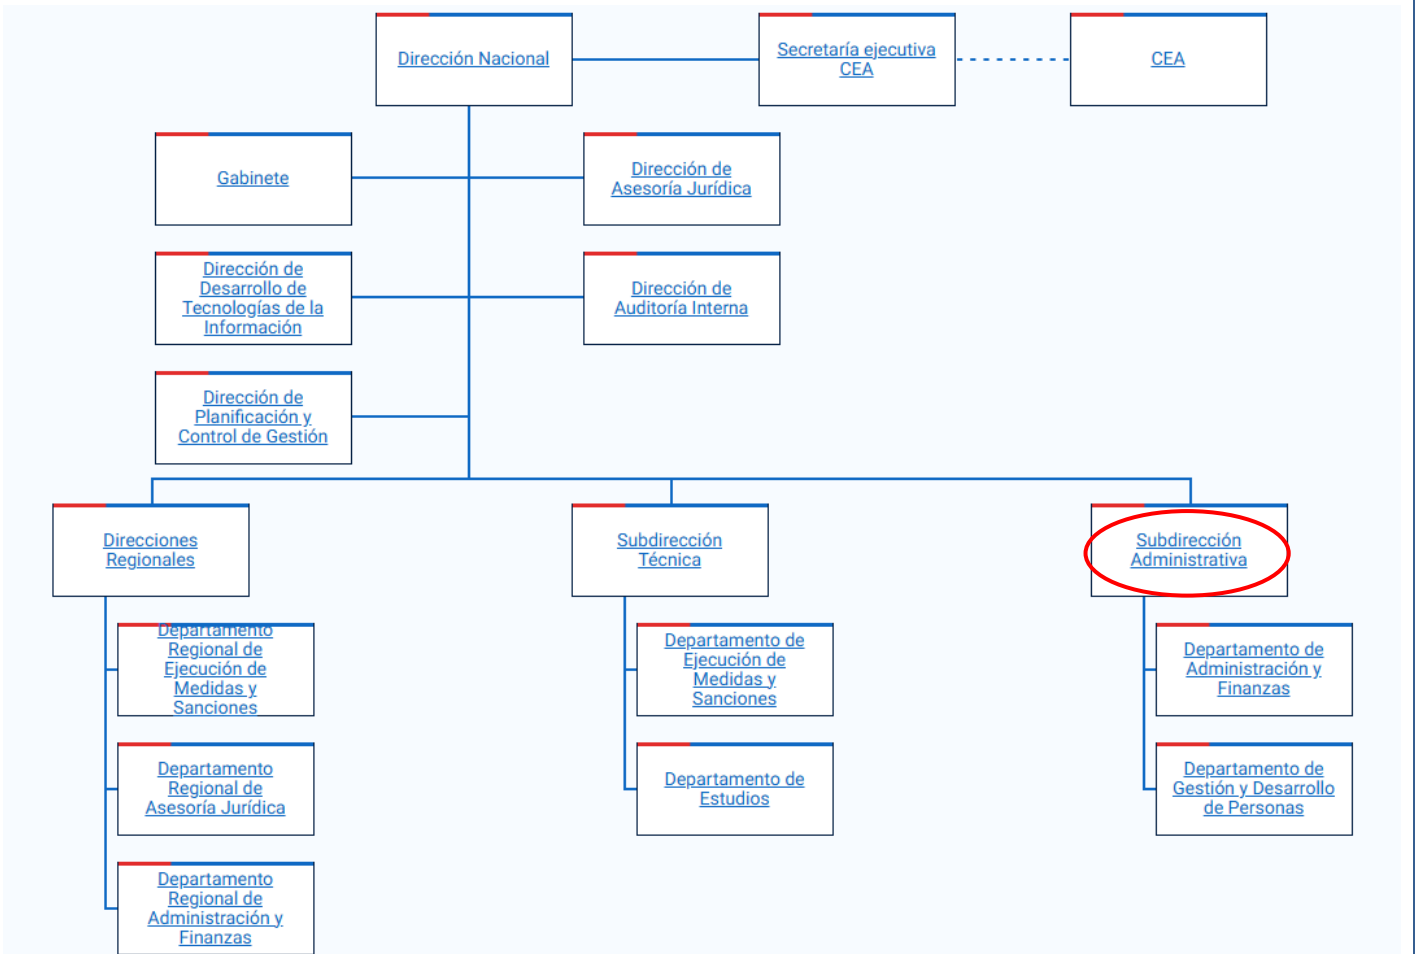 Dirección Nacional
Secretaría ejecutiva
CEA
CEA
Gabinete
Dirección de
Asesoría Jurídica
Dirección de
Desarrollo de
Tecnologías de la
Información
Dirección de
Auditoría Interna
Dirección de
Planificación y
Control de Gestión
Direcciones
Regionales
Subdirección
Técnica
Subdirección
Administrativa
Departamento
Regional de
Ejecución de
Medidas y
Sanciones
Departamento de
Ejecución de
Medidas y
Sanciones
Departamento de
Administración y
Finanzas
Departamento
Regional de
Asesoría Jurídica
Departamento de
Estudios
Departamento de
Gestión y Desarrollo
de Personas
Departamento
Regional de
Administración y
Finanzas